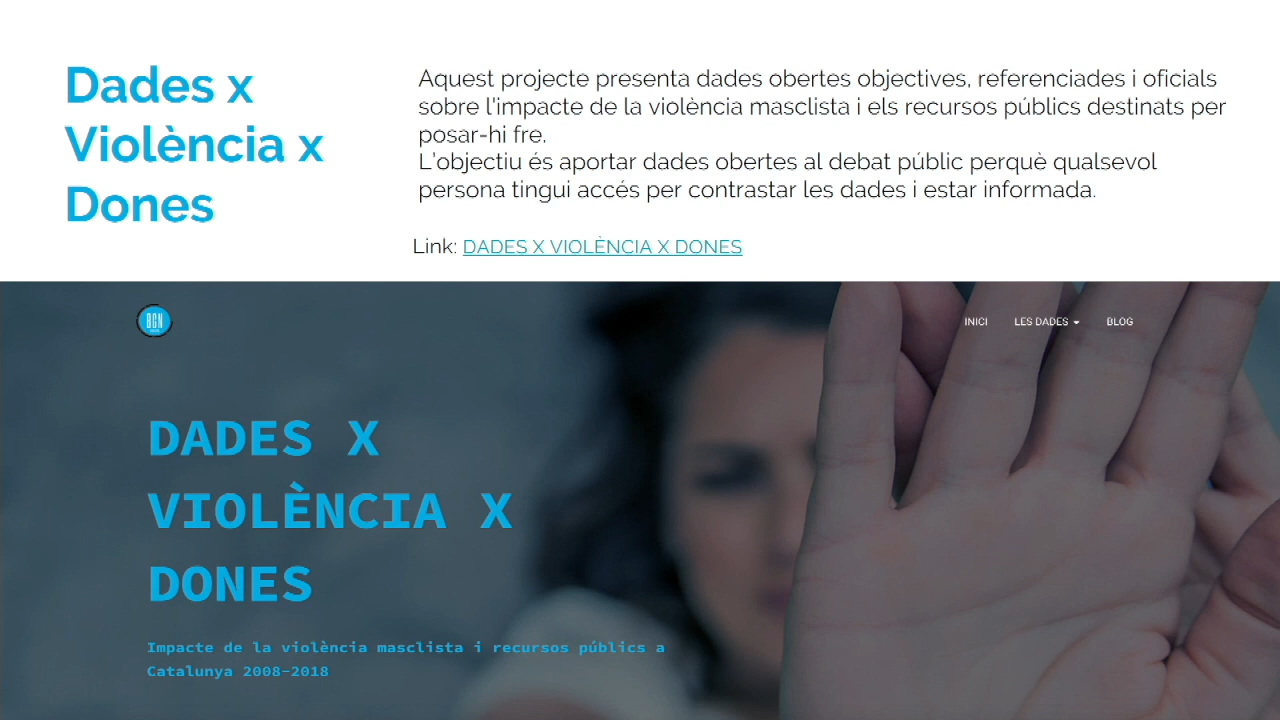 Dades x
Violència x
Dones
Aquest projecte presenta dades obertes objectives, referenciades i oficials
sobre l'impacte de la violència masclista i els recursos públics destinats per
posar-hi fre.
L'objectiu és aportar dades obertes al debat públic perquè qualsevol
persona tingui accés per contrastar les dades i estar informada.
Link: DADES X VIOLÈNCIA X DONES
BCN
INICI LES DADES BLOG
DADES X
VIOLÈNCIA X
DONES
Impacte de la violència masclista i recursos públics a
Catalunya 2008-2018